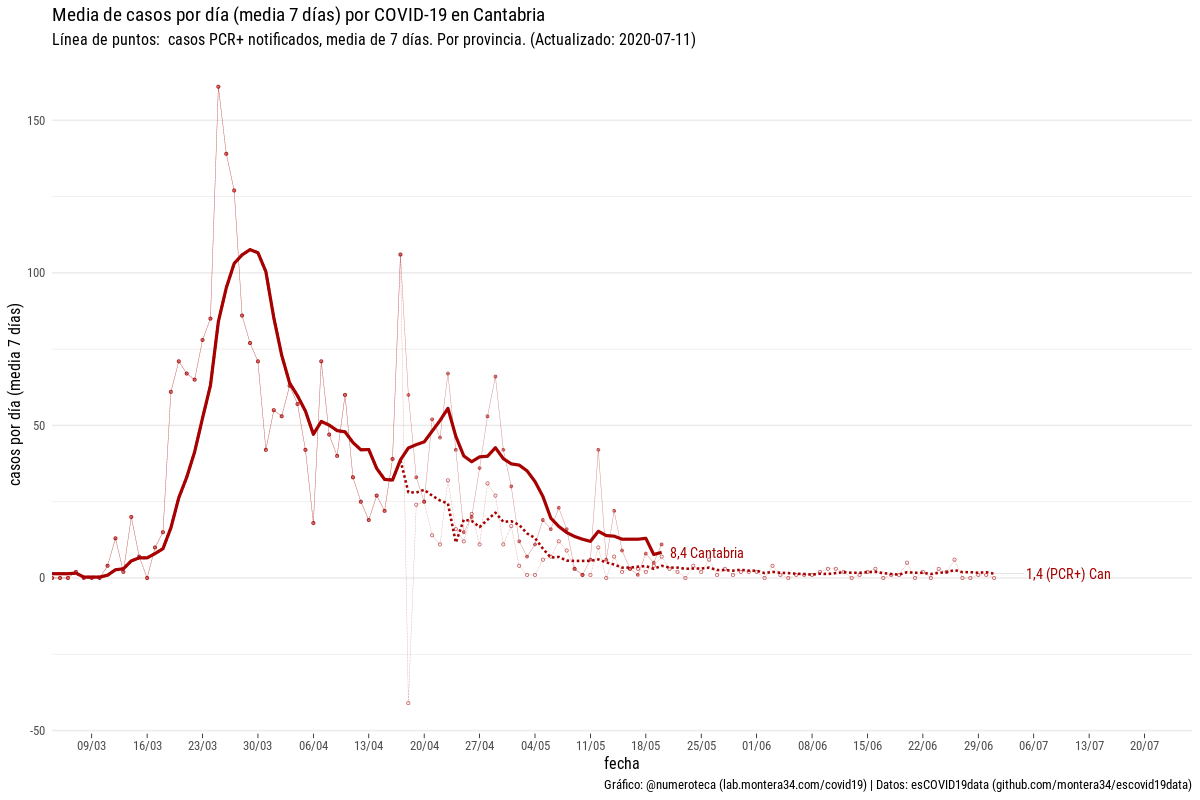 Media de casos por día (media 7 días) por COVID-19 en Cantabria
Línea de puntos:  casos PCR+ notificados, media de 7 días. Por provincia. (Actualizado: 2020-07-11)
casos por día (media 7 días)
150
100
50
0
-50
8,4 Cantabria
1,4 (PCR+) Can
09/03 16/03 23/03 30/03 06/04 13/04 20/04 27/04 04/05 11/05 18/05 25/05 01/06 08/06 15/06 22/06 29/06 06/07 13/07 20/07
fecha
Gráfico: @numeroteca (lab.montera34.com/covid19) | Datos: esCOVID19data (github.com/montera34/escovid19data)